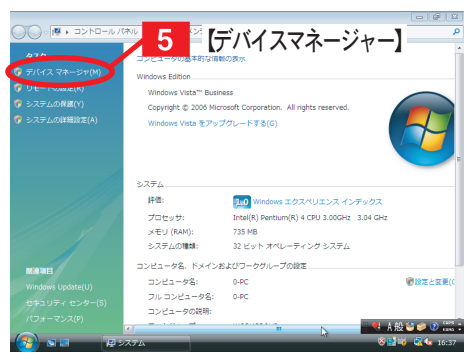 コントロール パネル
5 【デバイスマネージャー】
タスク
デバイス マネージャ(M)
リモートの設定(R)
システムの保護(Y)
システムの詳細設定(A)
コンピュータの基本的な情報の表示
Windows Edition
Windows Vista™ Business
Copyright © 2006 Microsoft Corporation. All rights reserved.
Windows Vista をアップグレードする(G)
システム
評価: 1.0 Windows エクスペリエンス インデックス
プロセッサ: Intel(R) Pentium(R) 4 CPU 3.00GHz 3.04 GHz
メモリ (RAM): 735 MB
システムの種類: 32 ビット オペレーティング システム
コンピュータ名、ドメインおよびワークグループの設定
コンピュータ名: 0-PC
設定と変更(
フル コンピュータ名: 0-PC
コンピュータの説明:
関連項目
Windows Update(U)
セキュリティ センター(S)
パフォーマンス(P)
システム
A 般
CAPS
KANA
16:37